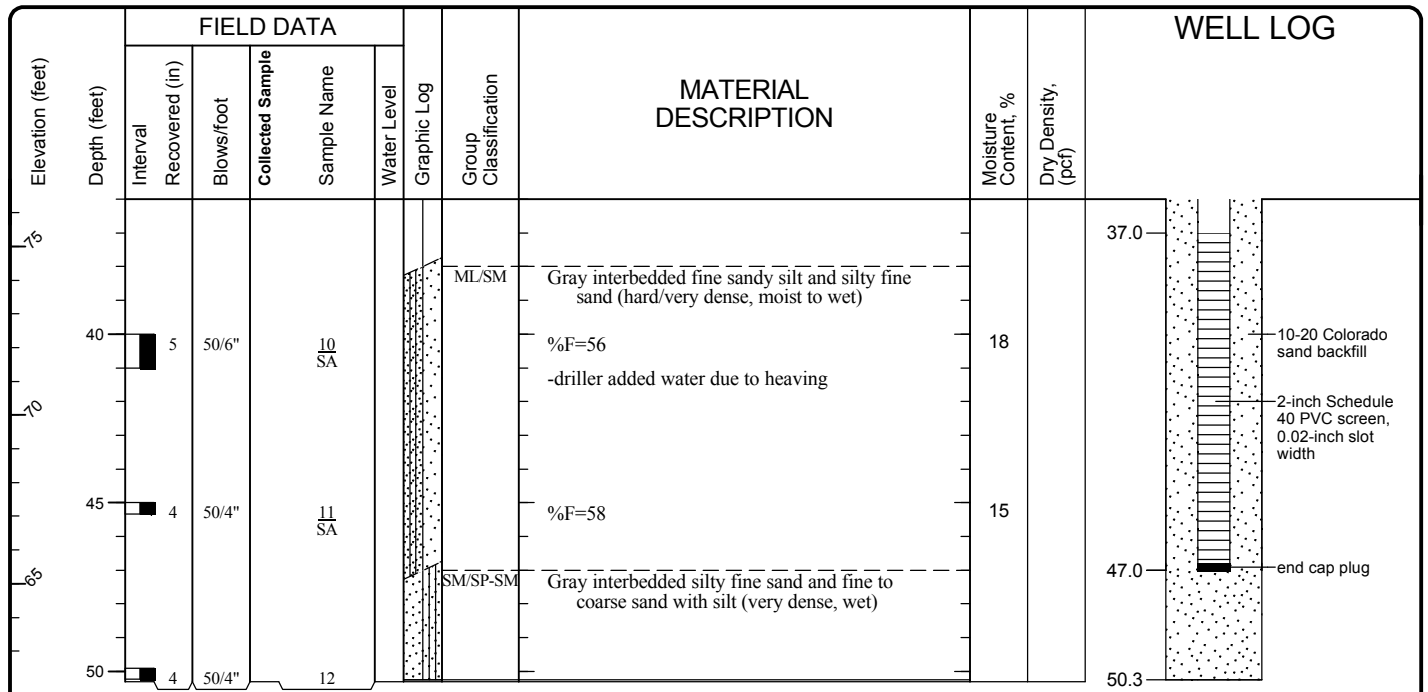 FIELD DATA
WELL LOG
Elevation (feet)
Depth (feet)
Interval
Recovered (in)
Blows/foot
Collected Sample
Sample Name
Water Level
Graphic Log
Group
Classification
MATERIAL
DESCRIPTION
Moisture
Content, %
Dry Density,
(pcf)
75
37.0
ML/SM
Gray interbedded fine sandy silt and silty fine
sand (hard/very dense, moist to wet)
40
5
50/6"
10
SA
%F=56
18
10-20 Colorado
sand backfill
-driller added water due to heaving
70
2-inch Schedule
40 PVC screen,
0.02-inch slot
width
45
4
50/4"
11
SA
%F=58
15
65
SM/SP-SM
Gray interbedded silty fine sand and fine to
coarse sand with silt (very dense, wet)
47.0
end cap plug
50
4
50/4"
12
50.3